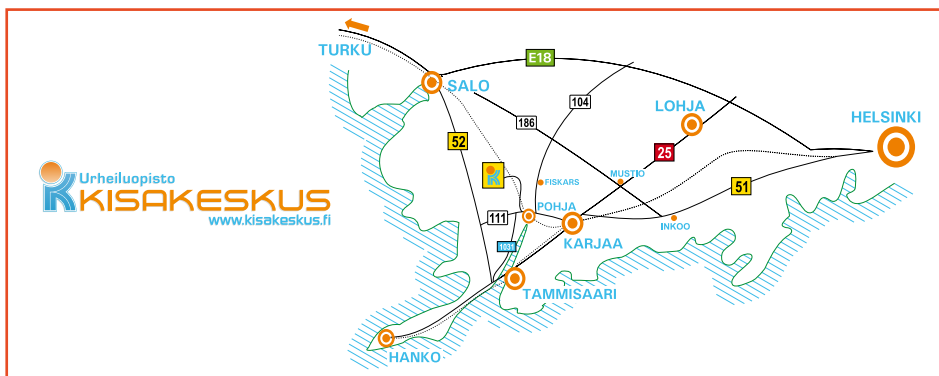 TURKU
E18
SALO
104
LOHJA
HELSINKI
186
52
25
Urheiluopisto
KISAKESKUS
www.kisakeskus.fi
K
FISKARS
MUSTIO
51
111
POHJA
INKOO
KARJAA
1031
TAMMISAARI
HANKO